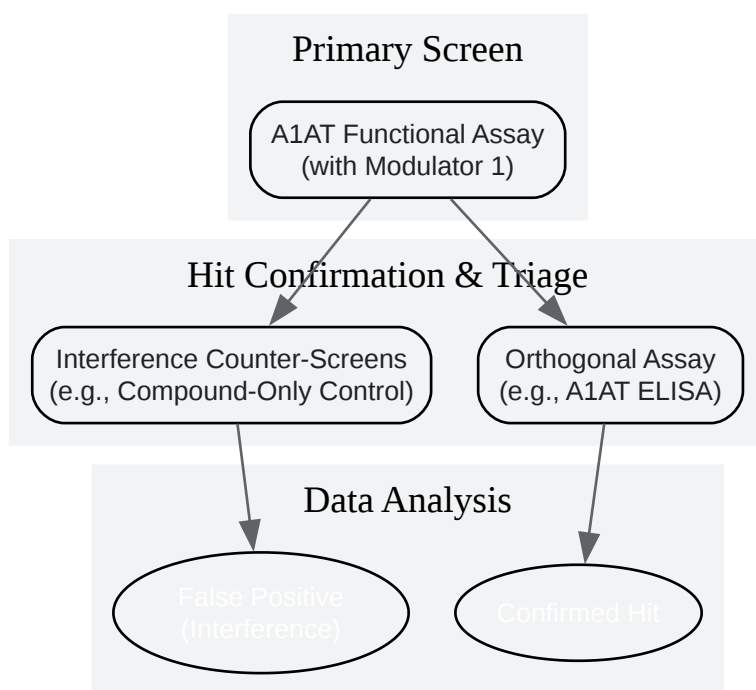 Primary Screen
A1AT Functional Assay
(with Modulator 1)
Hit Confirmation & Triage
Interference Counter-Screens
(e.g., Compound-Only Control)
Orthogonal Assay
(e.g., A1AT ELISA)
Data Analysis
False Positive
(Interference)
Confirmed Hit